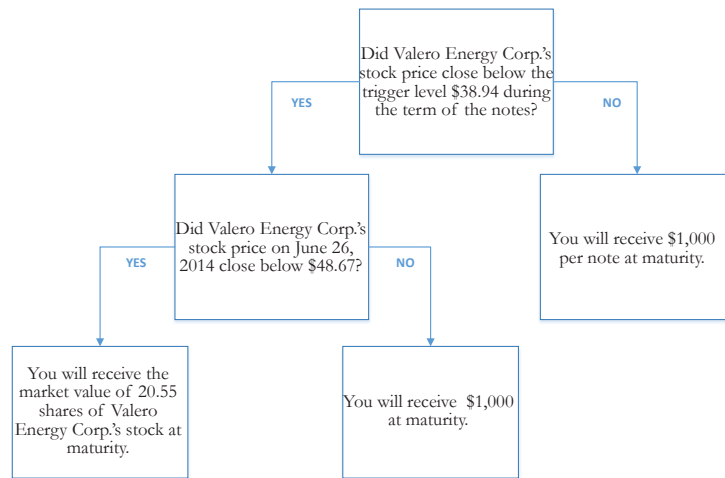 Did Valero Energy Corp.'s
stock price close below the
trigger level $38.94 during
the term of the notes?
YES
NO
Did Valero Energy Corp.'s
stock price on June 26,
2014 close below $48.67?
You will receive $1,000
per note at maturity.
YES
NO
You will receive the
market value of 20.55
shares of Valero
Energy Corp.'s stock at
maturity.
You will receive $1,000
at maturity.